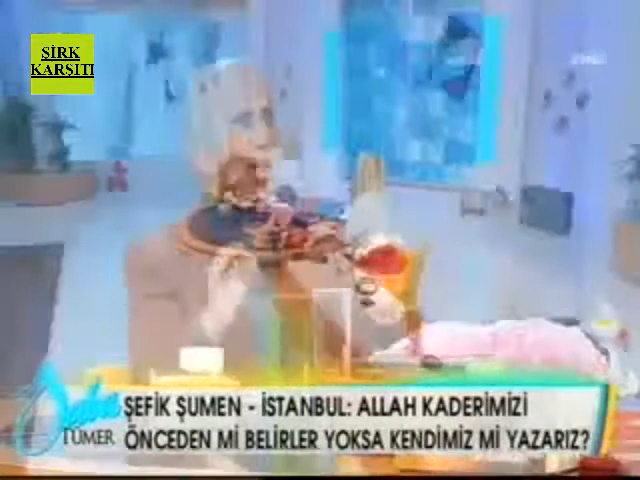 ŞİRK
KARŞITI
ŞEFİK ŞUMEN - İSTANBUL: ALLAH KADERİMİZİ
TÜMER
ÖNCEDEN Mİ BELİRLER YOKSA KENDİMİZ Mİ YAZARIZ?